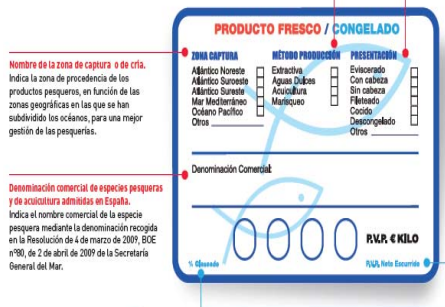 PRODUCTO FRESCO / CONGELADO
Nombre de la zona de captura o de cría.
Indica la zona de procedencia de los
productos pesqueros, en función de las
zonas geográficas en las que se han
subdividido los océanos, para una mejor
gestión de las pesquerías.
ZONA CAPTURA
Atlántico Noreste
Atlántico Suroeste
Atlántico Sureste
Mar Mediterráneo
Océano Pacífico
Otros
MÉTODO PRODUCCIÓN
Extractiva
Aguas Dulces
Acuicultura
Marisqueo
PRESENTACIÓN
Eviscerado
Con cabeza
Sin cabeza
Fileteado
Cocido
Descongelado
Otros
Denominación Comercial:
Denominación comercial de especies pesqueras
y de acuicultura admitidas en España.
Indica el nombre comercial de la especie
pesquera mediante la denominación recogida
en la Resolución de 4 de marzo de 2009, BOE
nº80, de 2 de abril de 2009 de la Secretaría
General del Mar.
P.V.P. € KILO
% Glaseado
P.V.P. Neto Escurrido